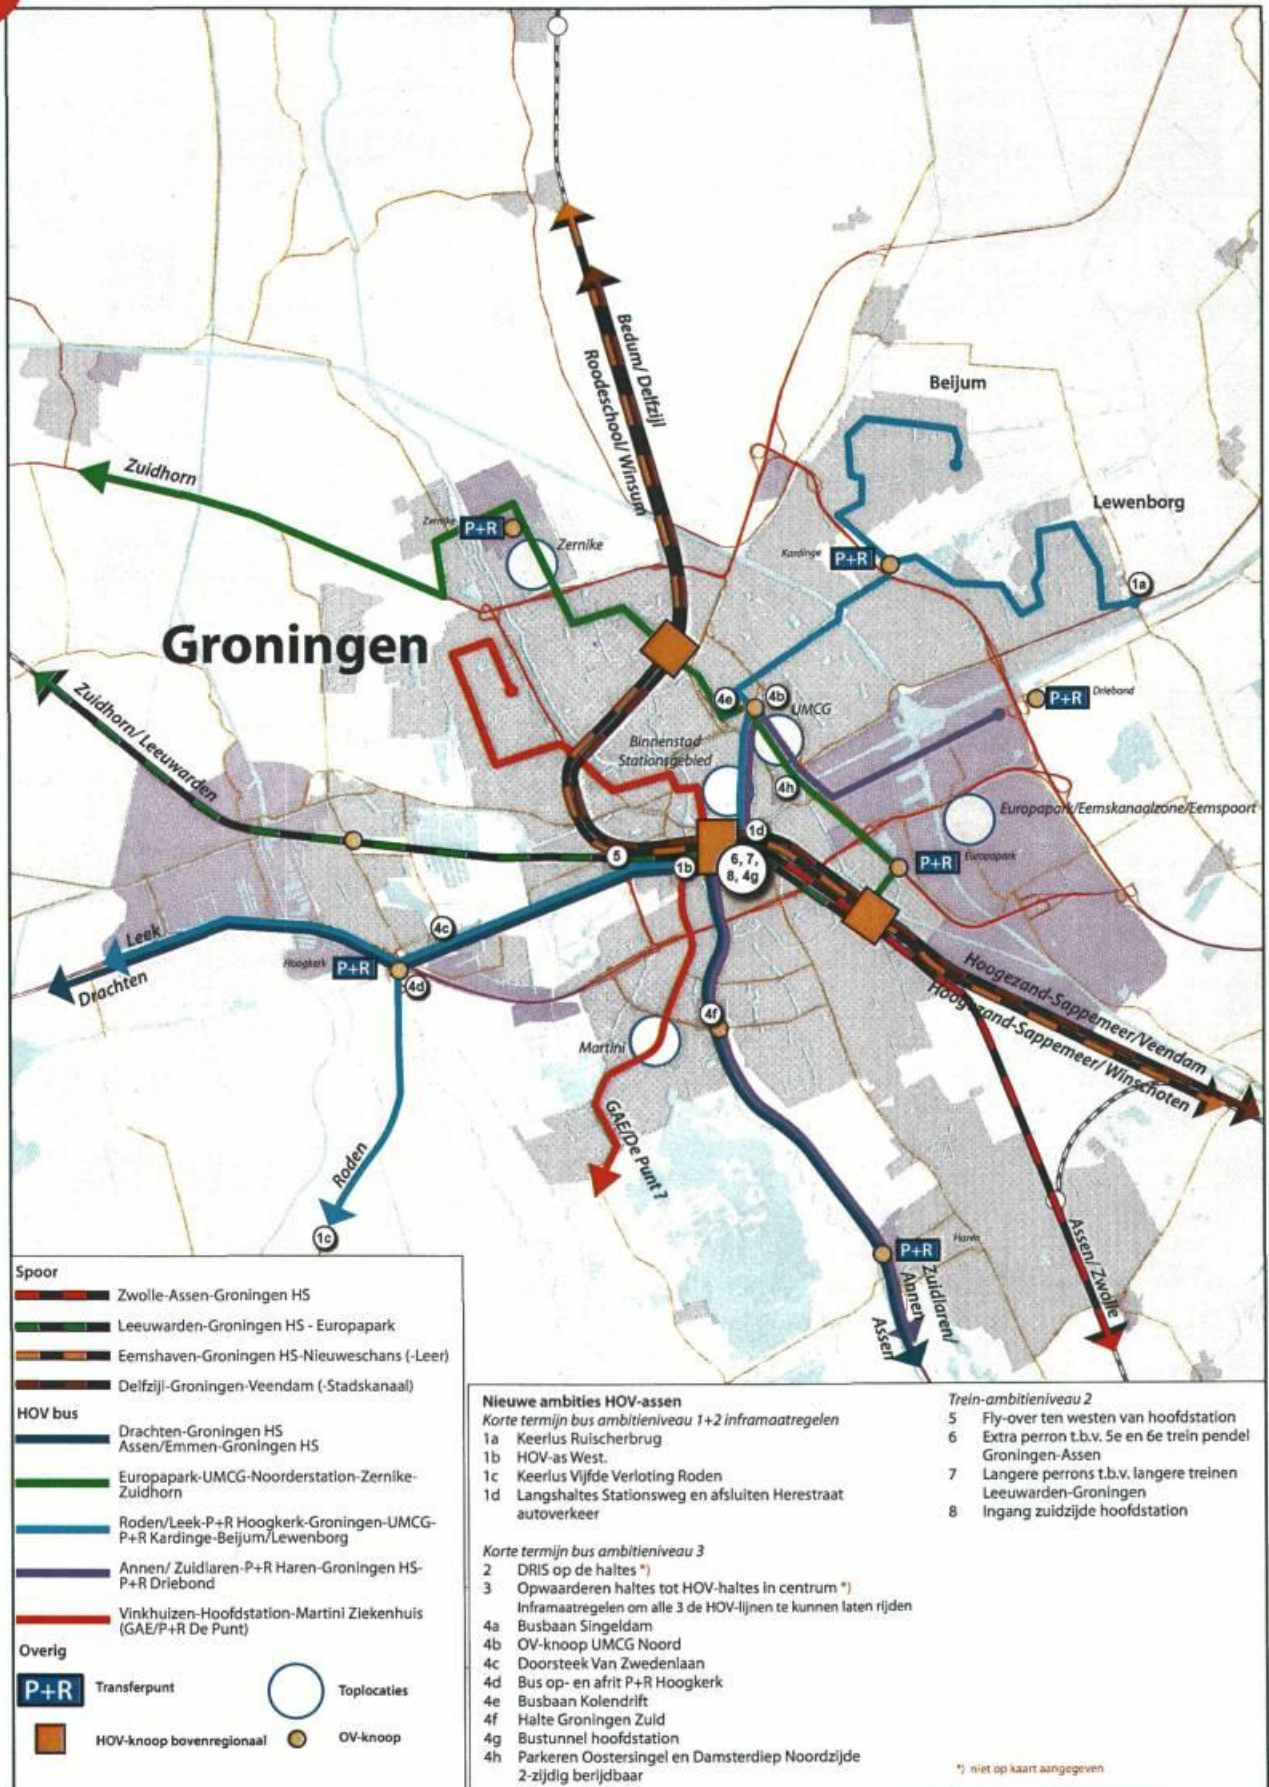 Beijum
Lewenborg
Bedum/ Delfzijl
Roodeschool/ Winsum
Zuidhorn
Zernike
P+R
Zernike
Kardinge
P+R
1a
Groningen
Zuidhorn/ Leeuwarden
4e
4b
UMCG
P+R
Driebond
Binnenstad
Stationsgebied
4h
Europapark/Eemskanaalzone/Eemspoort
5
1b
1d
6, 7,
8, 4g
P+R
Europapark
Leek
Drachten
4c
Hoogkerk
P+R
4d
Hoogezand-Sappemeer/Veendam
Hoogezand-Sappemeer/ Winschoten
4f
Martini
GAE/De Punt ?
Roden
1c
P+R
Haren
Zuidlaren/
Annen
Assen
Assen/ Zwolle
Spoor
Zwolle-Assen-Groningen HS
Leeuwarden-Groningen HS - Europapark
Eemshaven-Groningen HS-Nieuweschans (-Leer)
Delfzijl-Groningen-Veendam (-Stadskanaal)
HOV bus
Drachten-Groningen HS
Assen/Emmen-Groningen HS
Europapark-UMCG-Noorderstation-Zernike-
Zuidhorn
Roden/Leek-P+R Hoogkerk-Groningen-UMCG-
P+R Kardinge-Beijum/Lewenborg
Annen/ Zuidlaren-P+R Haren-Groningen HS-
P+R Driebond
Vinkhuizen-Hoofdstation-Martini Ziekenhuis
(GAE/P+R De Punt)
Overig
P+R Transferpunt
Toplocaties
HOV-knoop bovenregionaal
OV-knoop
Nieuwe ambities HOV-assen
Korte termijn bus ambitieniveau 1+2 inframaatregelen
1a Keerlus Ruischerbrug
1b HOV-as West.
1c Keerlus Vijfde Verloting Roden
1d Langshaltes Stationsweg en afsluiten Herestraat
autoverkeer
Korte termijn bus ambitieniveau 3
2 DRIS op de haltes *)
3 Opwaarderen haltes tot HOV-haltes in centrum *)
Inframaatregelen om alle 3 de HOV-lijnen te kunnen laten rijden
4a Busbaan Singeldam
4b OV-knoop UMCG Noord
4c Doorsteek Van Zwedenlaan
4d Bus op- en afrit P+R Hoogkerk
4e Busbaan Kolendrift
4f Halte Groningen Zuid
4g Bustunnel hoofdstation
4h Parkeren Oostersingel en Damsterdiep Noordzijde
2-zijdig berijdbaar
Trein-ambitieniveau 2
5 Fly-over ten westen van hoofdstation
6 Extra perron t.b.v. 5e en 6e trein pendel
Groningen-Assen
7 Langere perrons t.b.v. langere treinen
Leeuwarden-Groningen
8 Ingang zuidzijde hoofdstation
*) niet op kaart aangegeven